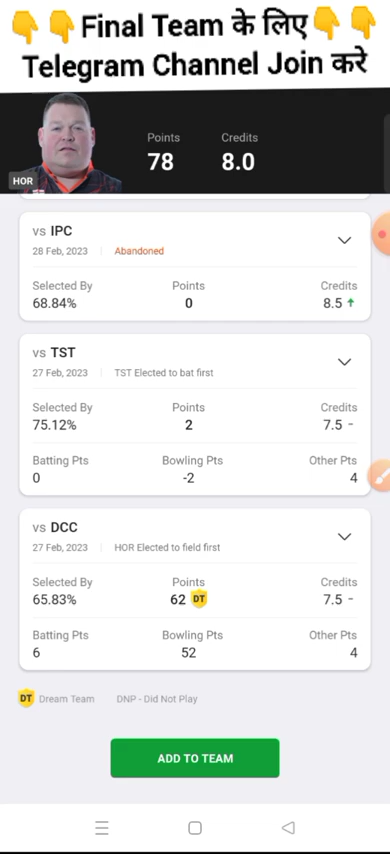 👇👇Final Team के लिए👇👇
Telegram Channel Join करे
Points Credits
78 8.0
HOR
vs IPC
28 Feb, 2023 | Abandoned
Selected By Points Credits
68.84% 0 8.5 ↑
vs TST
27 Feb, 2023 | TST Elected to bat first
Selected By Points Credits
75.12% 2 7.5 -
Batting Pts Bowling Pts Other Pts
0 -2 4
vs DCC
27 Feb, 2023 | HOR Elected to field first
Selected By Points Credits
65.83% 62 DT 7.5 -
Batting Pts Bowling Pts Other Pts
6 52 4
DT Dream Team DNP - Did Not Play
ADD TO TEAM